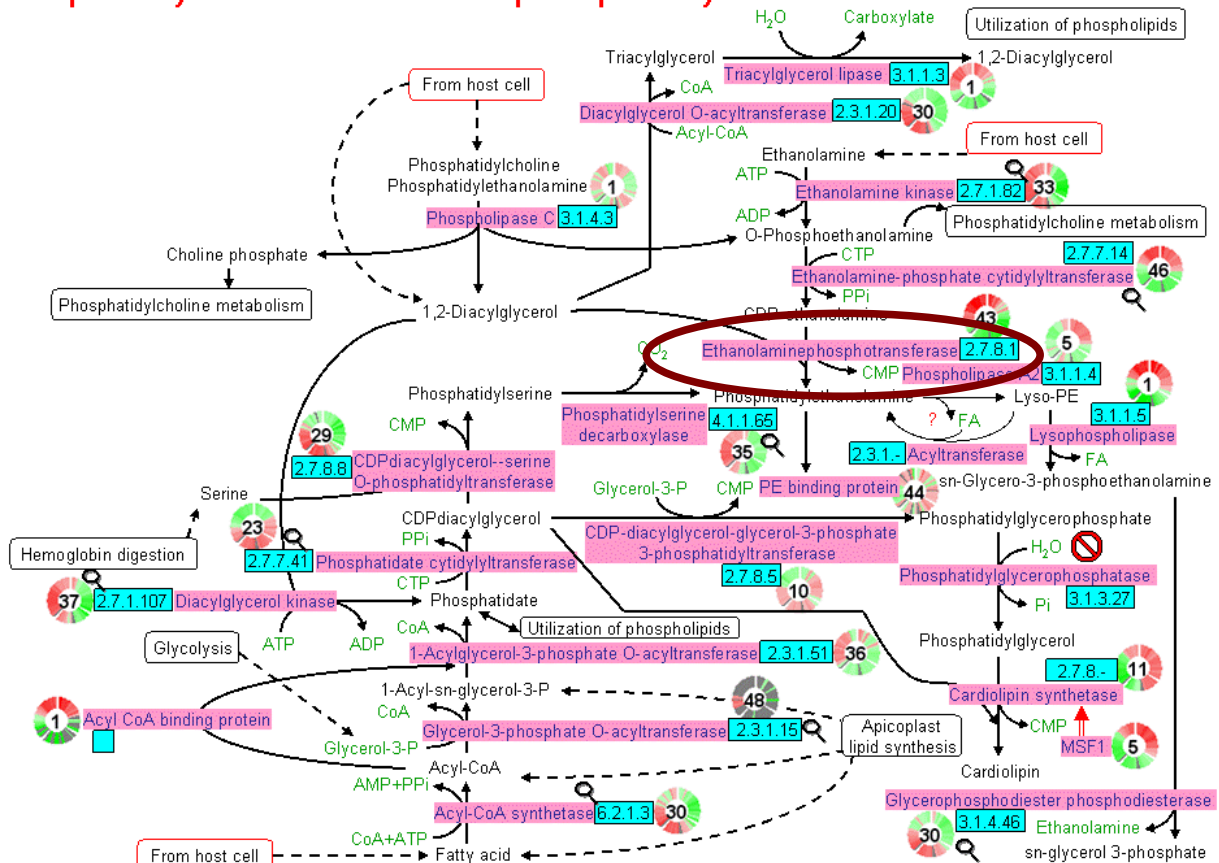 H2O
Carboxylate
Utilization of phospholipids
Triacylglycerol
1,2-Diacylglycerol
Triacylglycerol lipase 3.1.1.3
1
From host cell
CoA
Diacylglycerol O-acyltransferase 2.3.1.20
30
Acyl-CoA
From host cell
Ethanolamine
Phosphatidylcholine
Phosphatidylethanolamine
1
ATP
Ethanolamine kinase 2.7.1.82
33
Phospholipase C 3.1.4.3
ADP
Phosphatidylcholine metabolism
O-Phosphoethanolamine
Choline phosphate
CTP
2.7.7.14
Ethanolamine-phosphate cytidylyltransferase
46
PPi
Phosphatidylcholine metabolism
1,2-Diacylglycerol
CDP-ethanolamine
43
Ethanolaminephosphotransferase 2.7.8.1
5
CO2
CMP
Phospholipase A2 3.1.1.4
Phosphatidylserine
Phosphatidylethanolamine
Lyso-PE
1
Phosphatidylserine
decarboxylase
4.1.1.65
? FA
3.1.1.5
Lysophospholipase
CMP
29
2.7.8.8
CDPdiacylglycerol--serine
O-phosphatidyltransferase
35
2.3.1.- Acyltransferase
FA
Serine
Glycerol-3-P
CMP
PE binding protein
44
sn-Glycero-3-phosphoethanolamine
23
CDPdiacylglycerol
CDP-diacylglycerol-glycerol-3-phosphate
3-phosphatidyltransferase
Phosphatidylglycerophosphate
Hemoglobin digestion
PPi
2.7.7.41 Phosphatidate cytidylyltransferase
H2O
CTP
2.7.8.5
10
Phosphatidylglycerophosphatase
3.1.3.27
37
2.7.1.107 Diacylglycerol kinase
Phosphatidate
Pi
ATP
ADP
CoA
Utilization of phospholipids
Phosphatidylglycerol
Glycolysis
1-Acylglycerol-3-phosphate O-acyltransferase 2.3.1.51
36
2.7.8.-
11
Cardiolipin synthetase
1-Acyl-sn-glycerol-3-P
48
1
Acyl CoA binding protein
CoA
Glycerol-3-phosphate O-acyltransferase 2.3.1.15
Apicoplast
lipid synthesis
CMP
MSF1
5
Glycerol-3-P
Acyl-CoA
Cardiolipin
AMP+PPi
Acyl-CoA synthetase 6.2.1.3
30
Glycerophosphodiester phosphodiesterase
3.1.4.46
30
CoA+ATP
Ethanolamine
From host cell
Fatty acid
sn-glycerol 3-phosphate